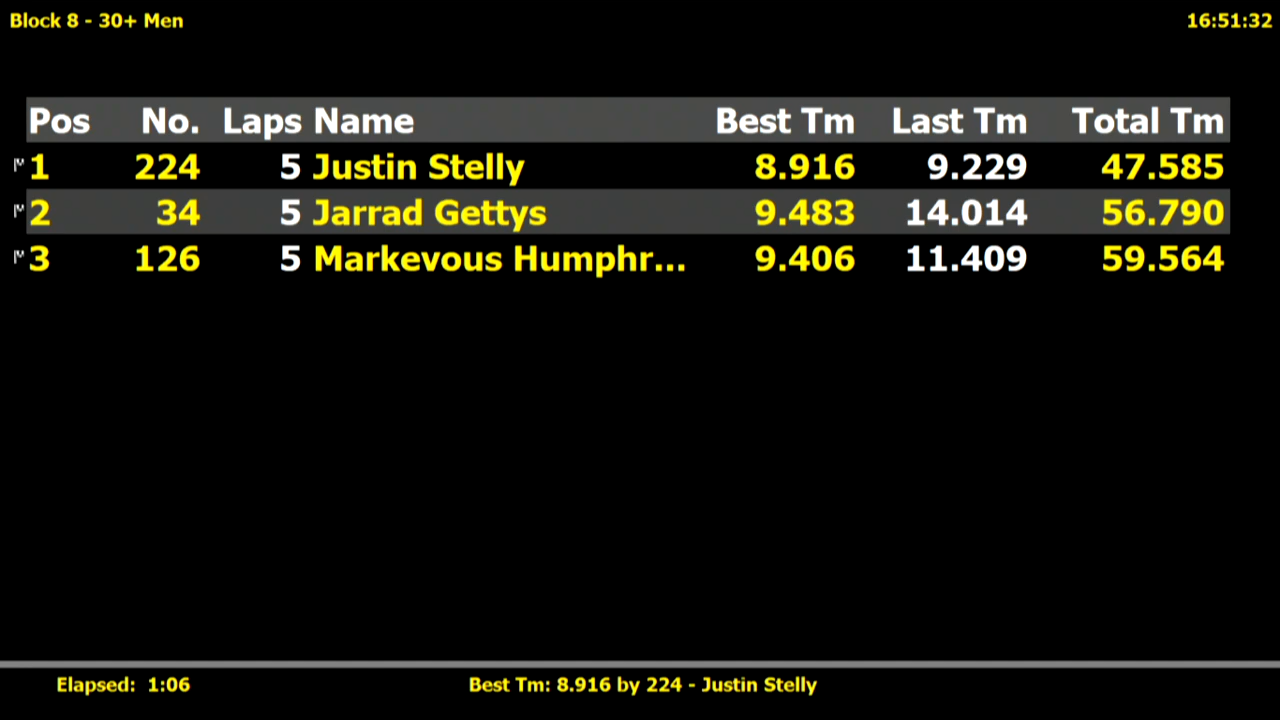 Block 8 - 30+ Men 16:51:32
Pos No. Laps Name Best Tm Last Tm Total Tm
1 224 5 Justin Stelly 8.916 9.229 47.585
2 34 5 Jarrad Gettys 9.483 14.014 56.790
3 126 5 Markevous Humphr... 9.406 11.409 59.564
Elapsed: 1:06 Best Tm: 8.916 by 224 - Justin Stelly